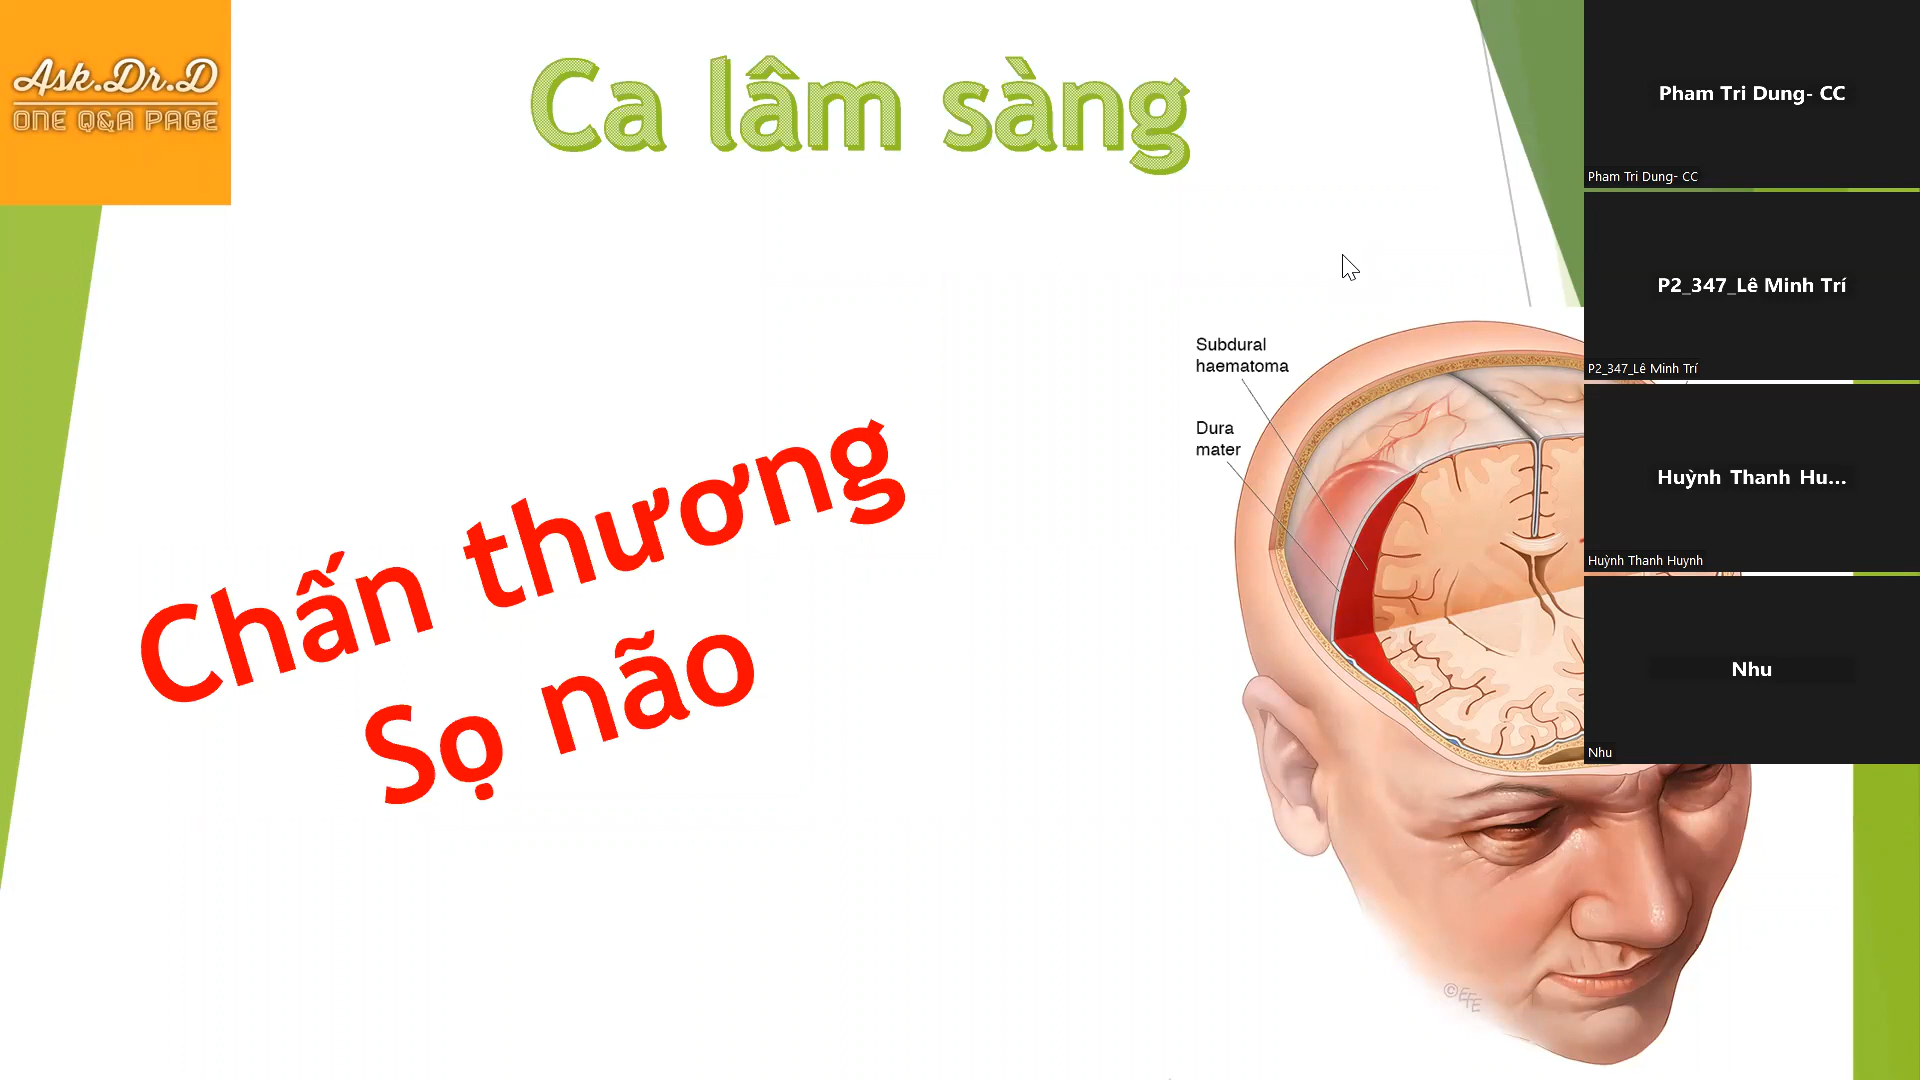 Ask.Dr.D
ONE Q&A PAGE
Ca lâm sàng
Chấn thương
Sọ não
Subdural
haematoma
Dura
mater
©EFE
Pham Tri Dung- CC
Pham Tri Dung- CC
P2_347_Lê Minh Trí
P2_347_Lê Minh Trí
Huỳnh Thanh Hu...
Huỳnh Thanh Huynh
Nhu
Nhu